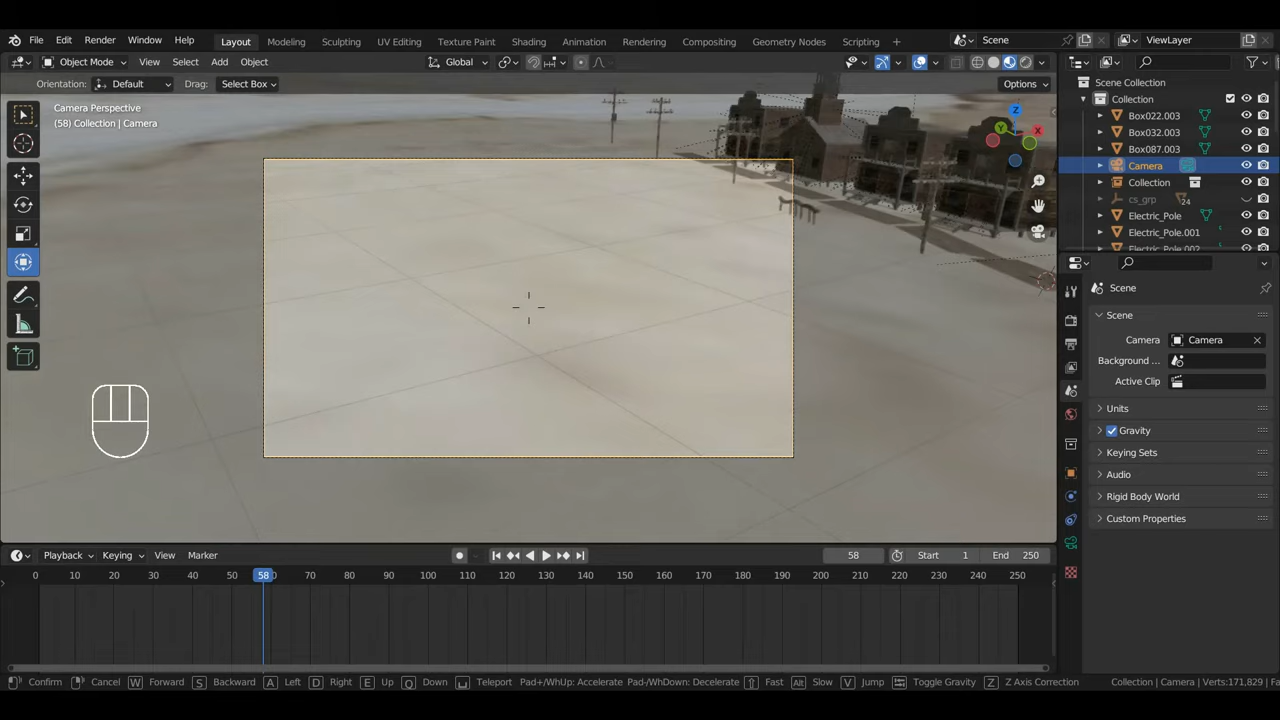 File Edit Render Window Help Layout Modeling Sculpting UV Editing Texture Paint Shading Animation Rendering Compositing Geometry Nodes Scripting + Scene ViewLayer
Object Mode View Select Add Object Global
Orientation: Default Drag: Select Box Options
Camera Perspective
(58) Collection | Camera
Z
Y
X
Scene Collection
Collection
Box022.003
Box032.003
Box087.003
Camera
Collection
cs_grp 24
Electric_Pole
Electric_Pole.001
Electric_Pole.002
Scene
Scene
Camera Camera
Background ...
Active Clip
Units
Gravity
Keying Sets
Audio
Rigid Body World
Custom Properties
Playback Keying View Marker 58 Start 1 End 250
0 10 20 30 40 50 58 70 80 90 100 110 120 130 140 150 160 170 180 190 200 210 220 230 240 250
Confirm Cancel W Forward S Backward A Left D Right E Up Q Down Teleport Pad+/WhUp: Accelerate Pad-/WhDown: Decelerate Fast Alt Slow V Jump Toggle Gravity Z Z Axis Correction Collection | Camera | Verts:171,829 | Fa